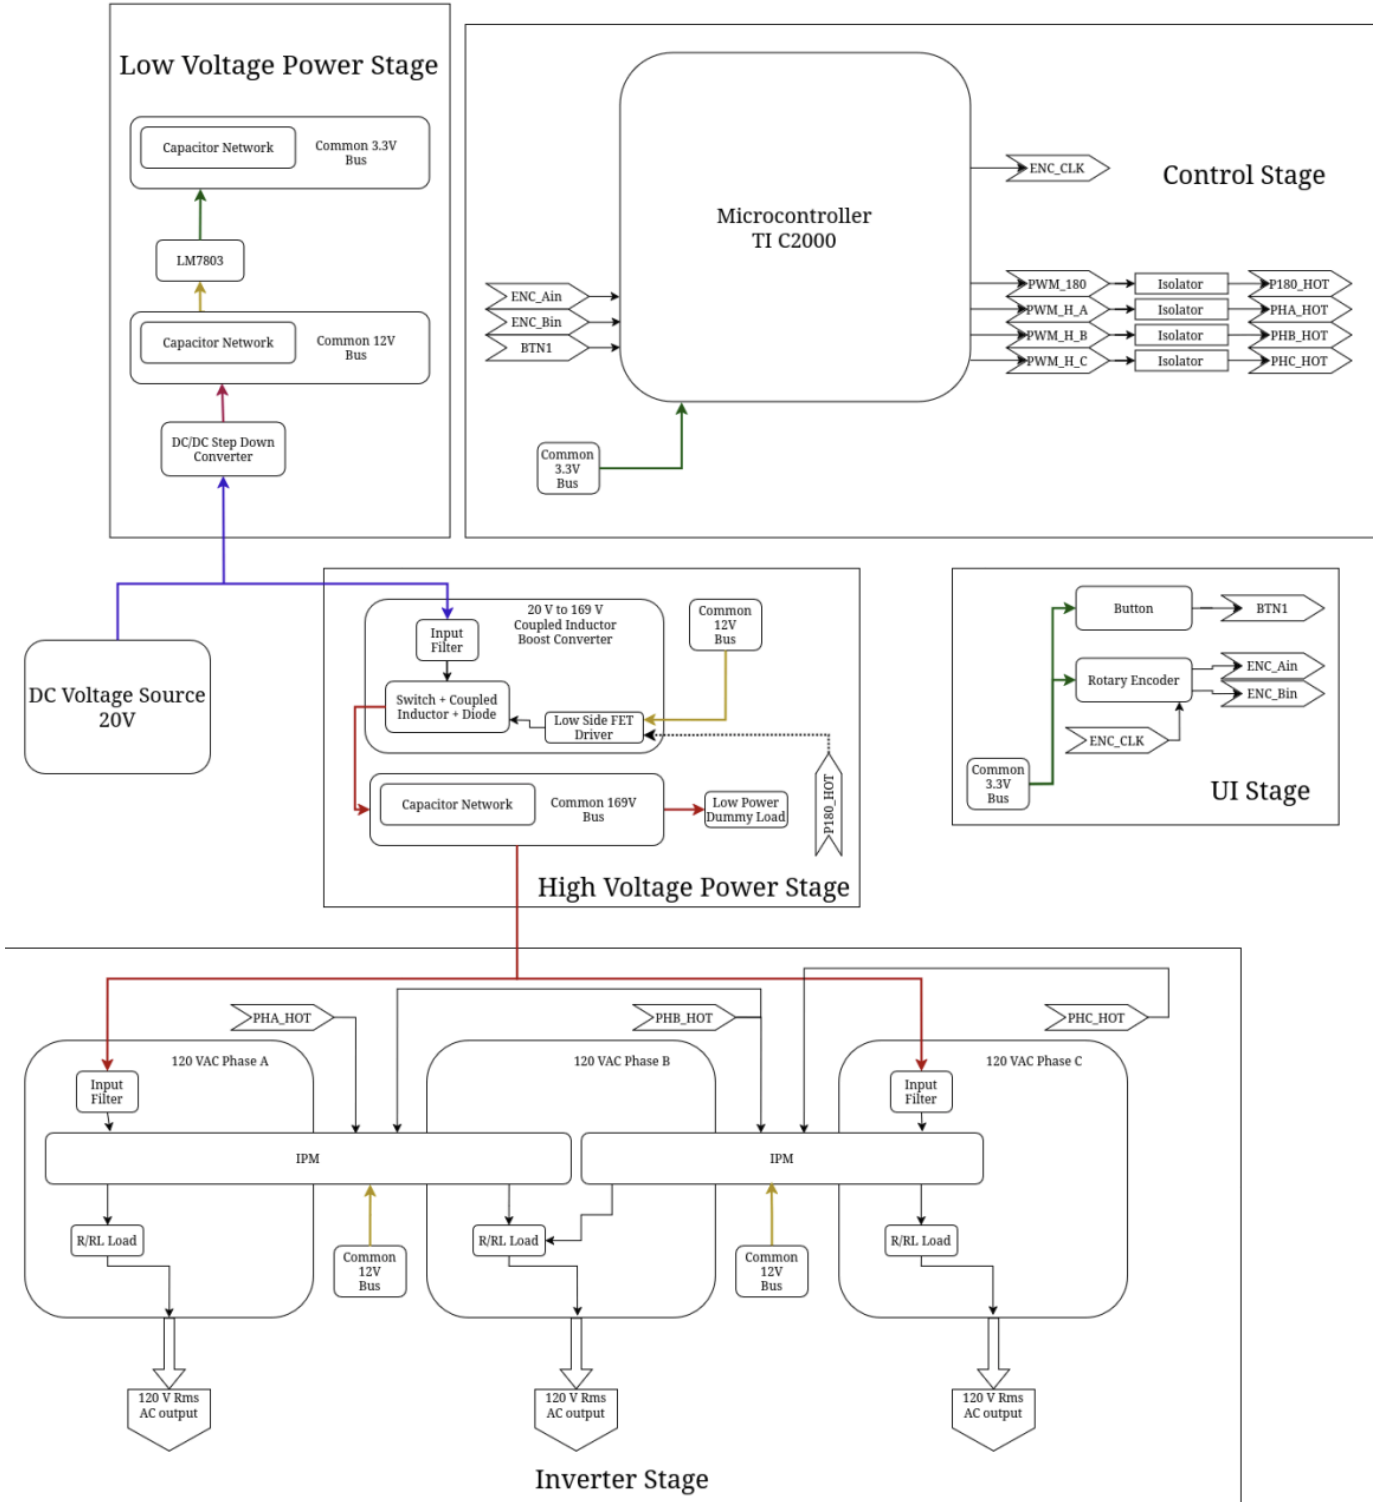 Low Voltage Power Stage
Capacitor Network
Common 3.3V
Bus
LM7803
Capacitor Network
Common 12V
Bus
DC/DC Step Down
Converter
Control Stage
Microcontroller
TI C2000
ENC_Ain
ENC_Bin
BTN1
ENC_CLK
PWM_180
Isolator
P180_HOT
PWM_H_A
Isolator
PHA_HOT
PWM_H_B
Isolator
PHB_HOT
PWM_H_C
Isolator
PHC_HOT
Common
3.3V
Bus
DC Voltage Source
20V
20 V to 169 V
Coupled Inductor
Boost Converter
Input
Filter
Switch + Coupled
Inductor + Diode
Low Side FET
Driver
Common
12V
Bus
Capacitor Network
Common 169V
Bus
Low Power
Dummy Load
P180_HOT
High Voltage Power Stage
Button
BTN1
Rotary Encoder
ENC_Ain
ENC_Bin
ENC_CLK
Common
3.3V
Bus
UI Stage
PHA_HOT
PHB_HOT
PHC_HOT
120 VAC Phase A
120 VAC Phase B
120 VAC Phase C
Input
Filter
Input
Filter
IPM
IPM
R/RL Load
R/RL Load
R/RL Load
Common
12V
Bus
Common
12V
Bus
120 V Rms
AC output
120 V Rms
AC output
120 V Rms
AC output
Inverter Stage